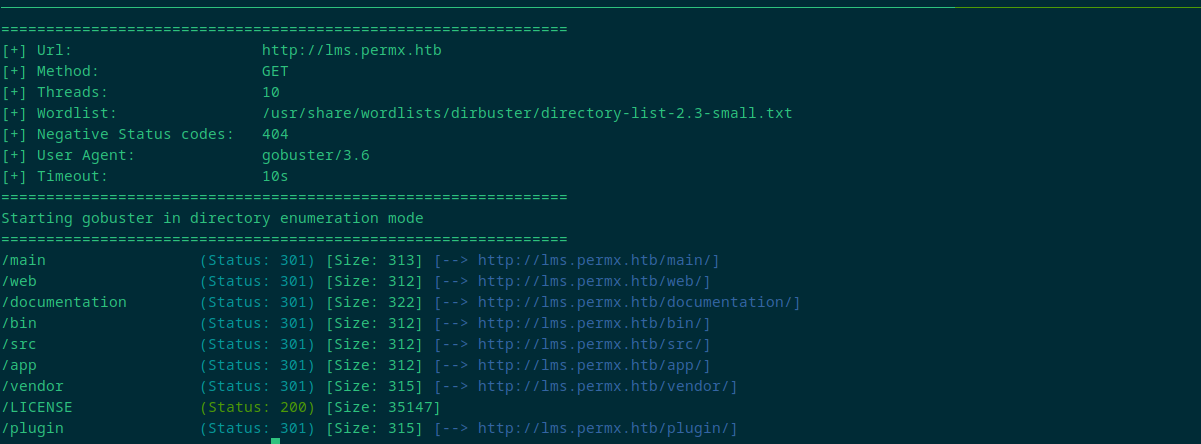 ===============================================================
[+] Url:                     http://lms.permx.htb
[+] Method:                  GET
[+] Threads:                 10
[+] Wordlist:                /usr/share/wordlists/dirbuster/directory-list-2.3-small.txt
[+] Negative Status codes:   404
[+] User Agent:              gobuster/3.6
[+] Timeout:                 10s
===============================================================
Starting gobuster in directory enumeration mode
===============================================================
/main                 (Status: 301) [Size: 313] [--> http://lms.permx.htb/main/]
/web                  (Status: 301) [Size: 312] [--> http://lms.permx.htb/web/]
/documentation        (Status: 301) [Size: 322] [--> http://lms.permx.htb/documentation/]
/bin                  (Status: 301) [Size: 312] [--> http://lms.permx.htb/bin/]
/src                  (Status: 301) [Size: 312] [--> http://lms.permx.htb/src/]
/app                  (Status: 301) [Size: 312] [--> http://lms.permx.htb/app/]
/vendor               (Status: 301) [Size: 315] [--> http://lms.permx.htb/vendor/]
/LICENSE              (Status: 200) [Size: 35147]
/plugin               (Status: 301) [Size: 315] [--> http://lms.permx.htb/plugin/]